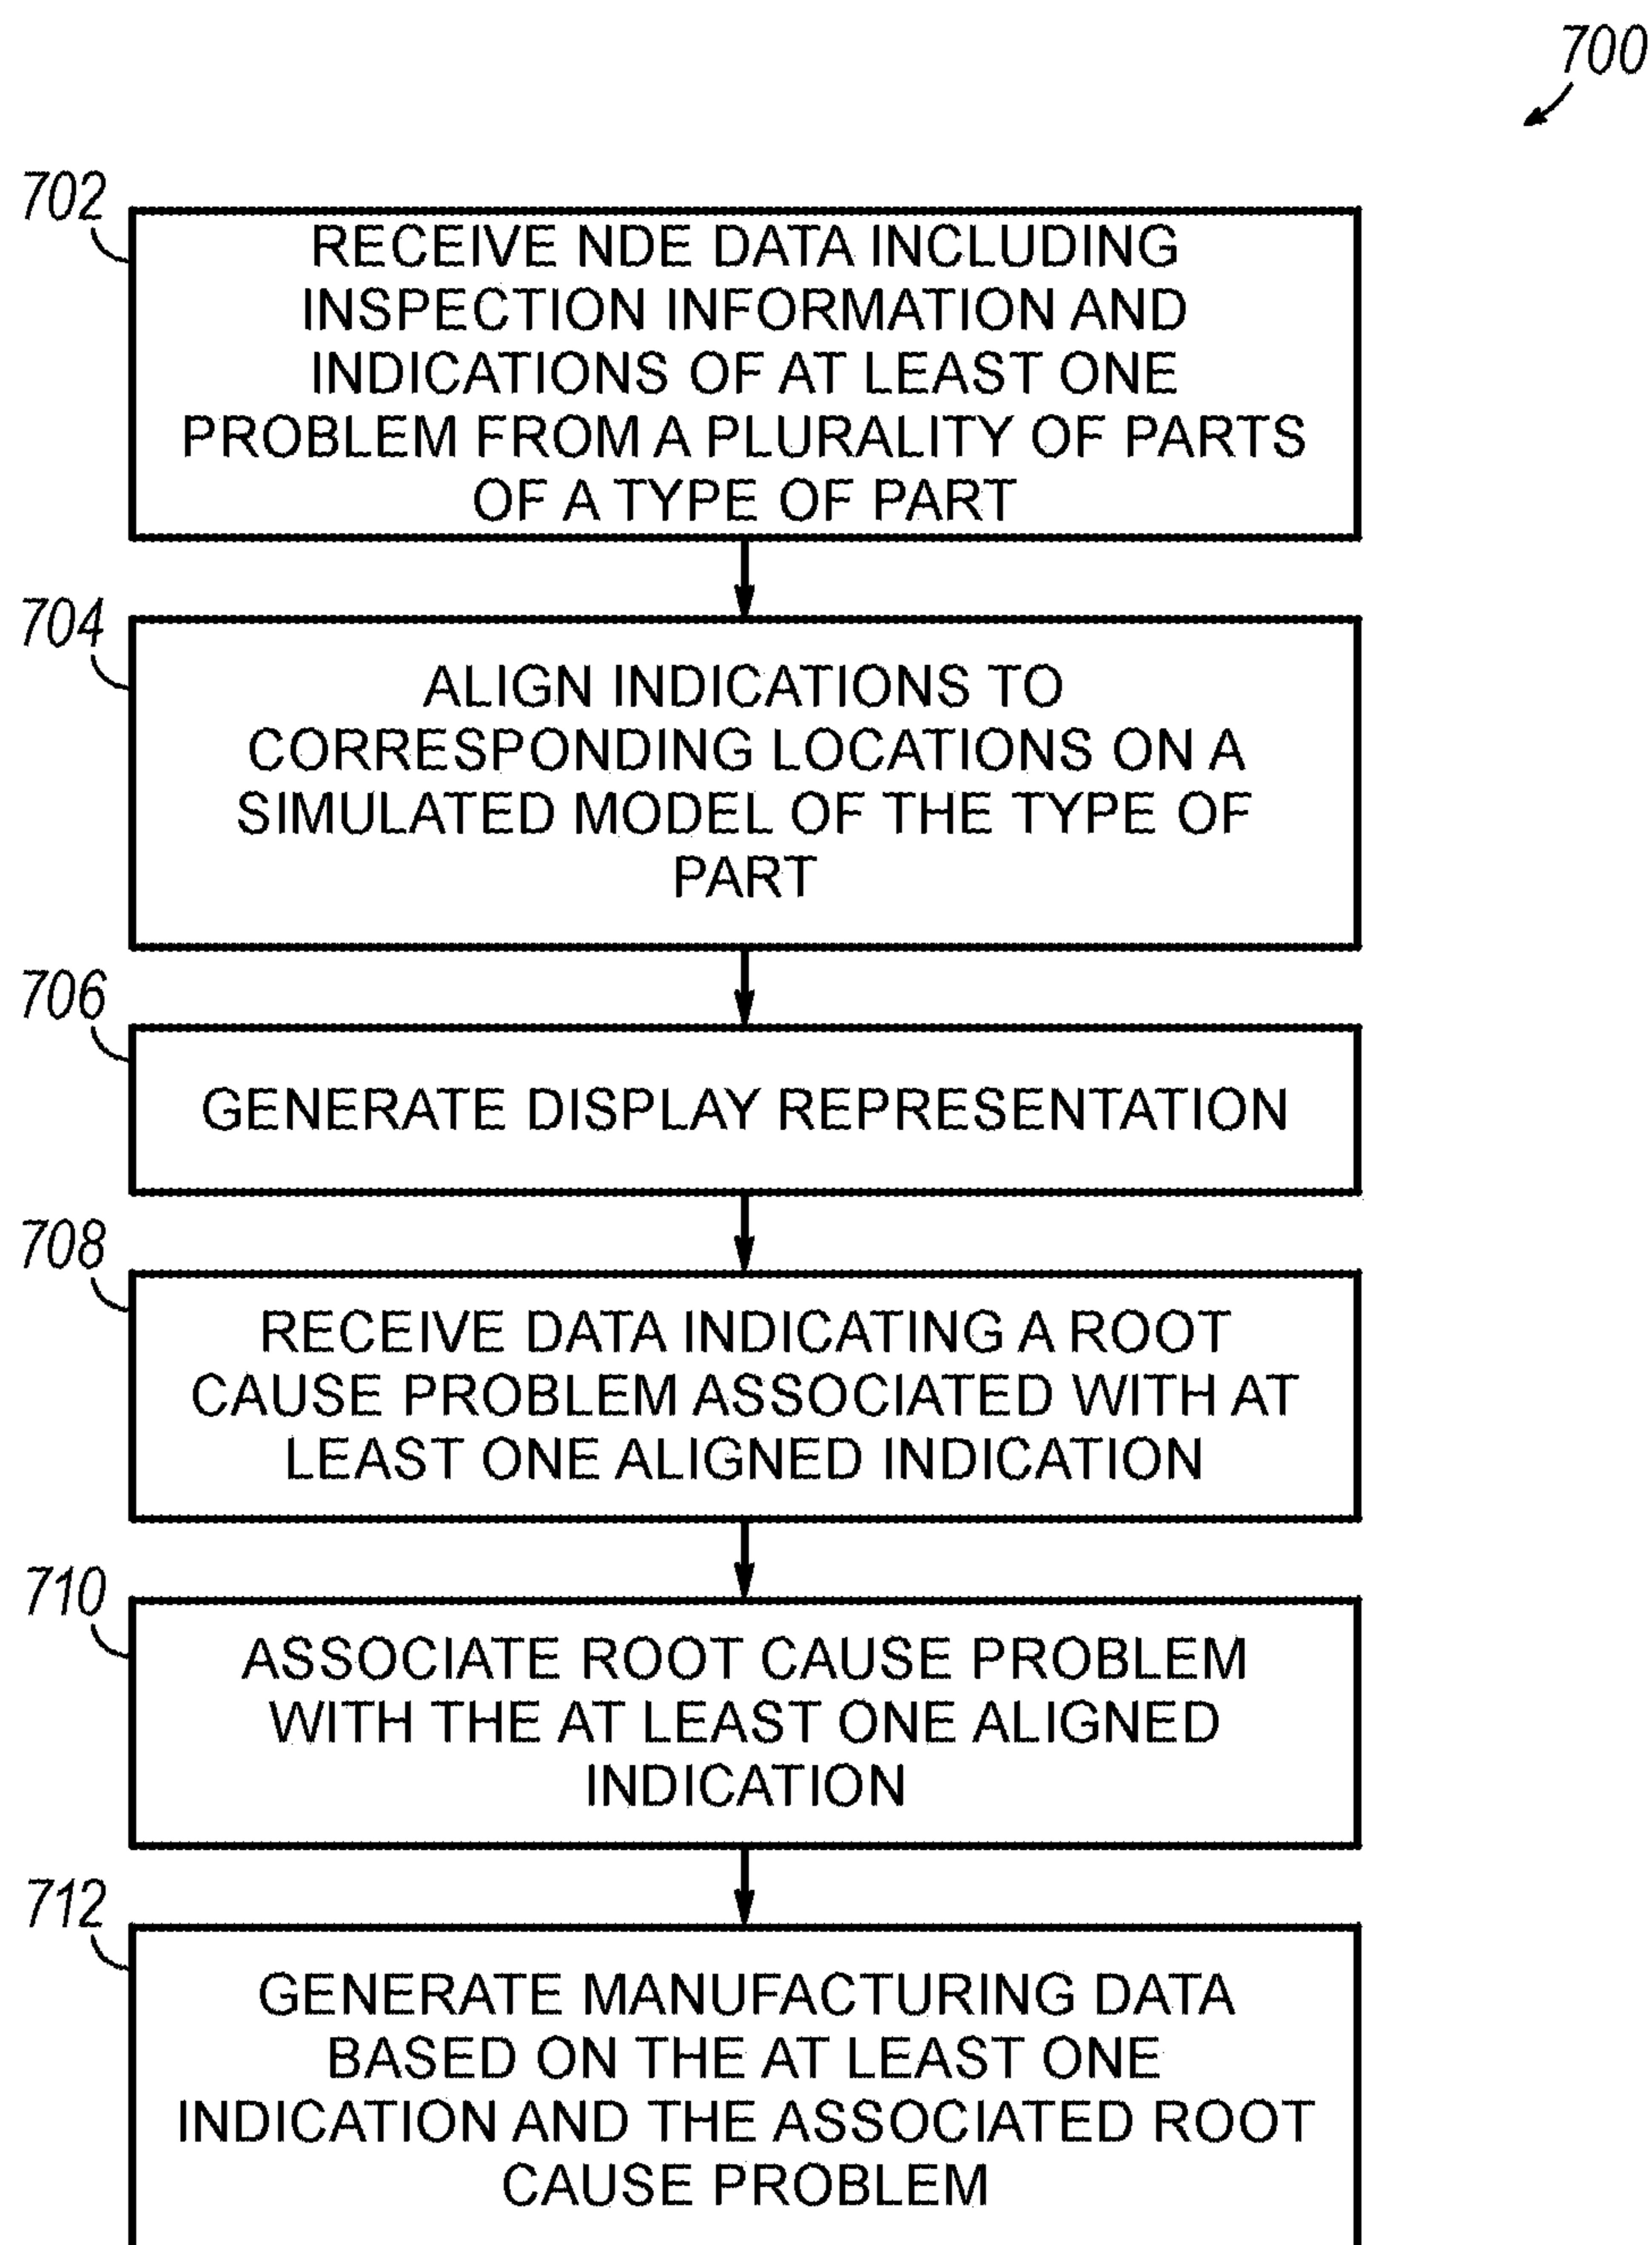 700
702
RECEIVE NDE DATA INCLUDING
INSPECTION INFORMATION AND
INDICATIONS OF AT LEAST ONE
PROBLEM FROM A PLURALITY OF PARTS
OF A TYPE OF PART
704
ALIGN INDICATIONS TO
CORRESPONDING LOCATIONS ON A
SIMULATED MODEL OF THE TYPE OF
PART
706
GENERATE DISPLAY REPRESENTATION
708
RECEIVE DATA INDICATING A ROOT
CAUSE PROBLEM ASSOCIATED WITH AT
LEAST ONE ALIGNED INDICATION
710
ASSOCIATE ROOT CAUSE PROBLEM
WITH THE AT LEAST ONE ALIGNED
INDICATION
712
GENERATE MANUFACTURING DATA
BASED ON THE AT LEAST ONE
INDICATION AND THE ASSOCIATED ROOT
CAUSE PROBLEM